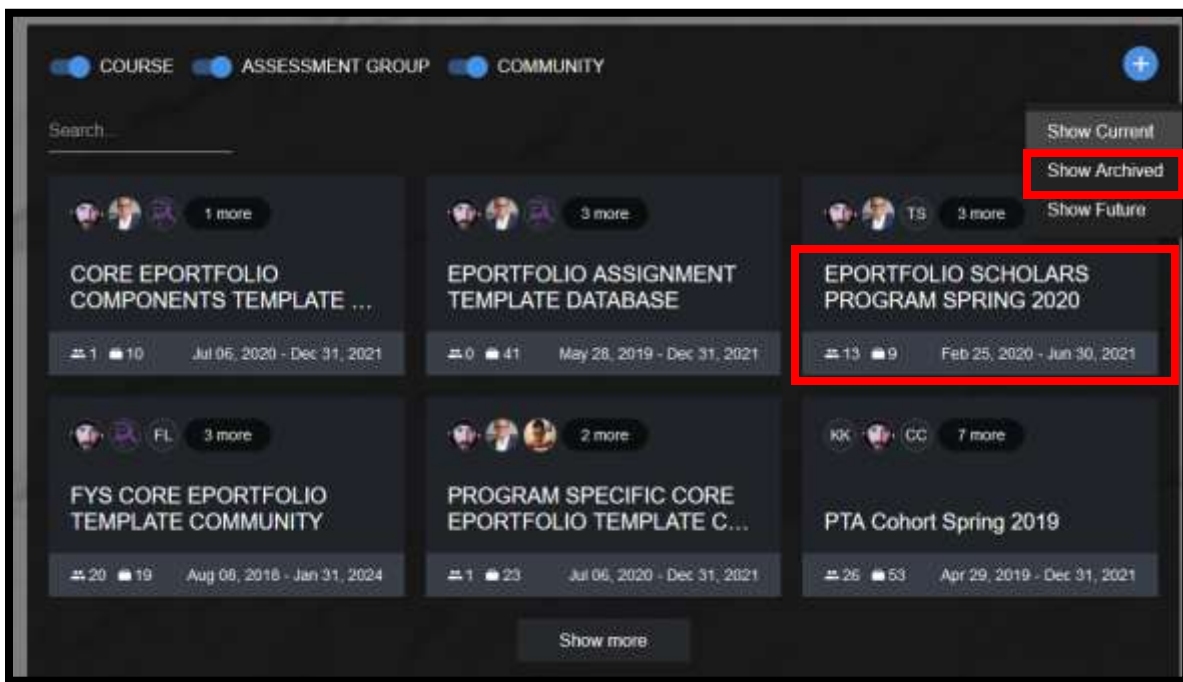 COURSE ASSESSMENT GROUP COMMUNITY
Search...
Show Current
Show Archived
Show Future
1 more
CORE EPORTFOLIO
COMPONENTS TEMPLATE ...
1 10 Jul 06, 2020 - Dec 31, 2021
3 more
EPORTFOLIO ASSIGNMENT
TEMPLATE DATABASE
0 41 May 28, 2019 - Dec 31, 2021
TS 3 more
EPORTFOLIO SCHOLARS
PROGRAM SPRING 2020
13 9 Feb 25, 2020 - Jun 30, 2021
FL 3 more
FYS CORE EPORTFOLIO
TEMPLATE COMMUNITY
20 19 Aug 08, 2018 - Jan 31, 2024
2 more
PROGRAM SPECIFIC CORE
EPORTFOLIO TEMPLATE C...
1 23 Jul 06, 2020 - Dec 31, 2021
KK CC 7 more
PTA Cohort Spring 2019
26 53 Apr 29, 2019 - Dec 31, 2021
Show more